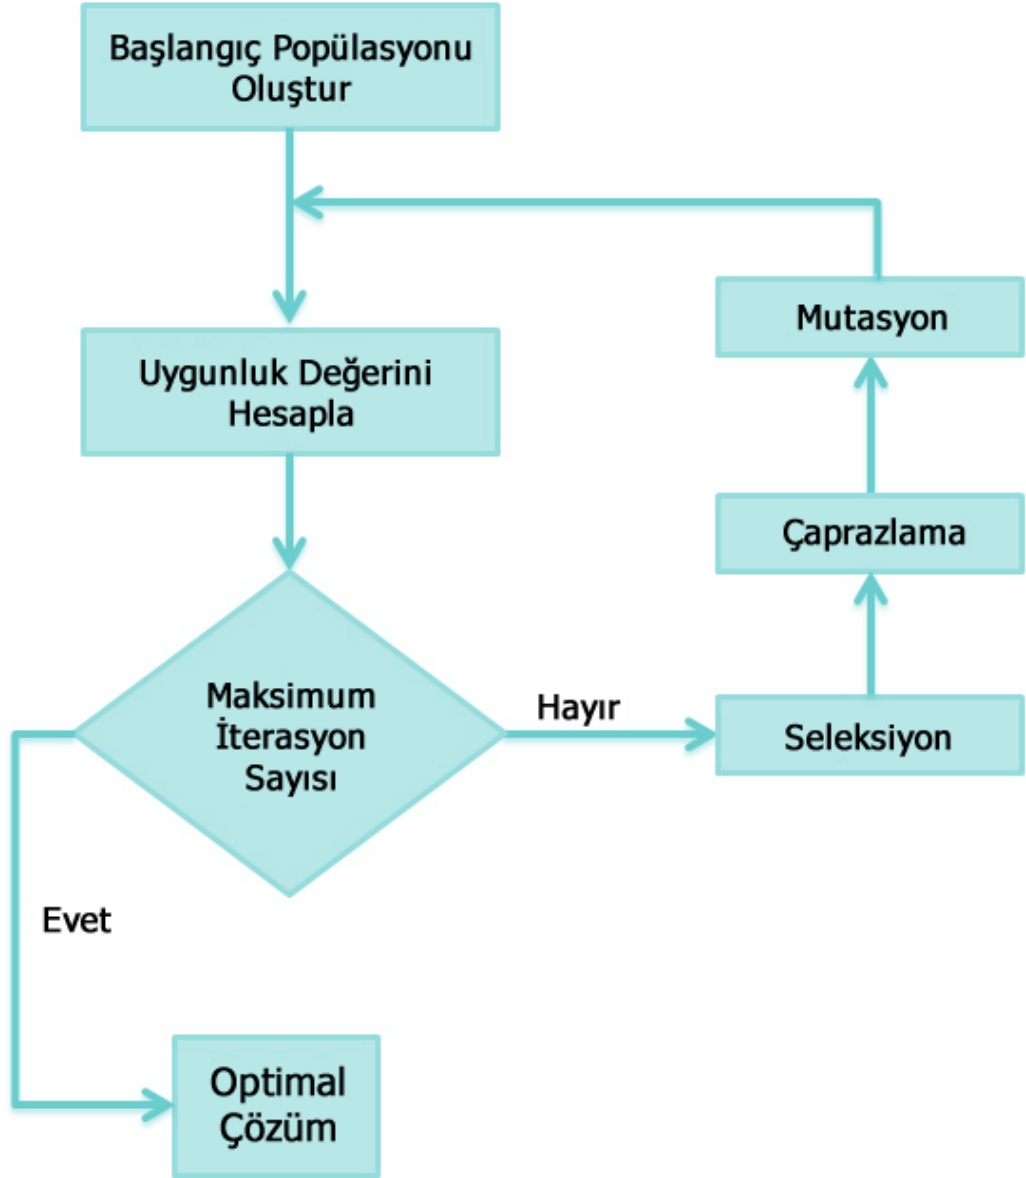 Başlangıç Popülasyonu
Oluştur
Uygunluk Değerini
Hesapla
Maksimum
İterasyon
Sayısı
Hayır
Seleksiyon
Çaprazlama
Mutasyon
Evet
Optimal
Çözüm